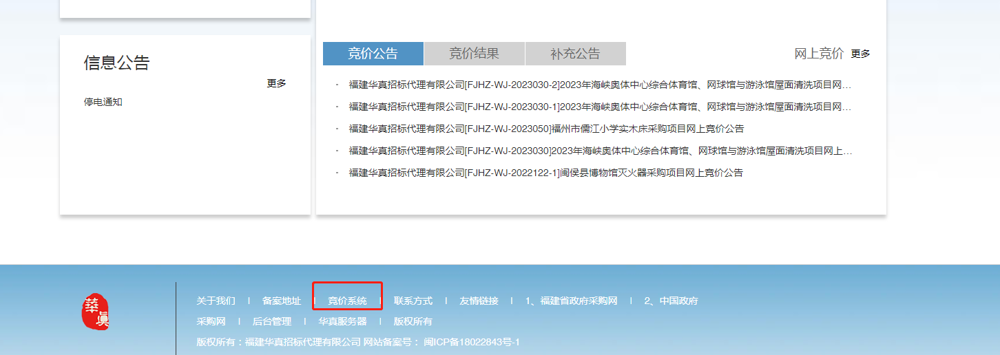 信息公告
更多
停电通知
竞价公告 竞价结果 补充公告 网上竞价 更多
福建华真招标代理有限公司[FJHZ-WJ-2023030-2]2023年海峡奥体中心综合体育馆、网球馆与游泳馆屋面清洗项目网...
福建华真招标代理有限公司[FJHZ-WJ-2023030-1]2023年海峡奥体中心综合体育馆、网球馆与游泳馆屋面清洗项目网...
福建华真招标代理有限公司[FJHZ-WJ-2023050]福州市儒江小学实木床采购项目网上竞价公告
福建华真招标代理有限公司[FJHZ-WJ-2023030]2023年海峡奥体中心综合体育馆、网球馆与游泳馆屋面清洗项目网上...
福建华真招标代理有限公司[FJHZ-WJ-2022122-1]闽侯县博物馆灭火器采购项目网上竞价公告
華眞
关于我们 | 备案地址 | 竞价系统 | 联系方式 | 友情链接 | 1、福建省政府采购网 | 2、中国政府
采购网 | 后台管理 | 华真服务器 | 版权所有
版权所有：福建华真招标代理有限公司 网站备案号： 闽ICP备18022843号-1